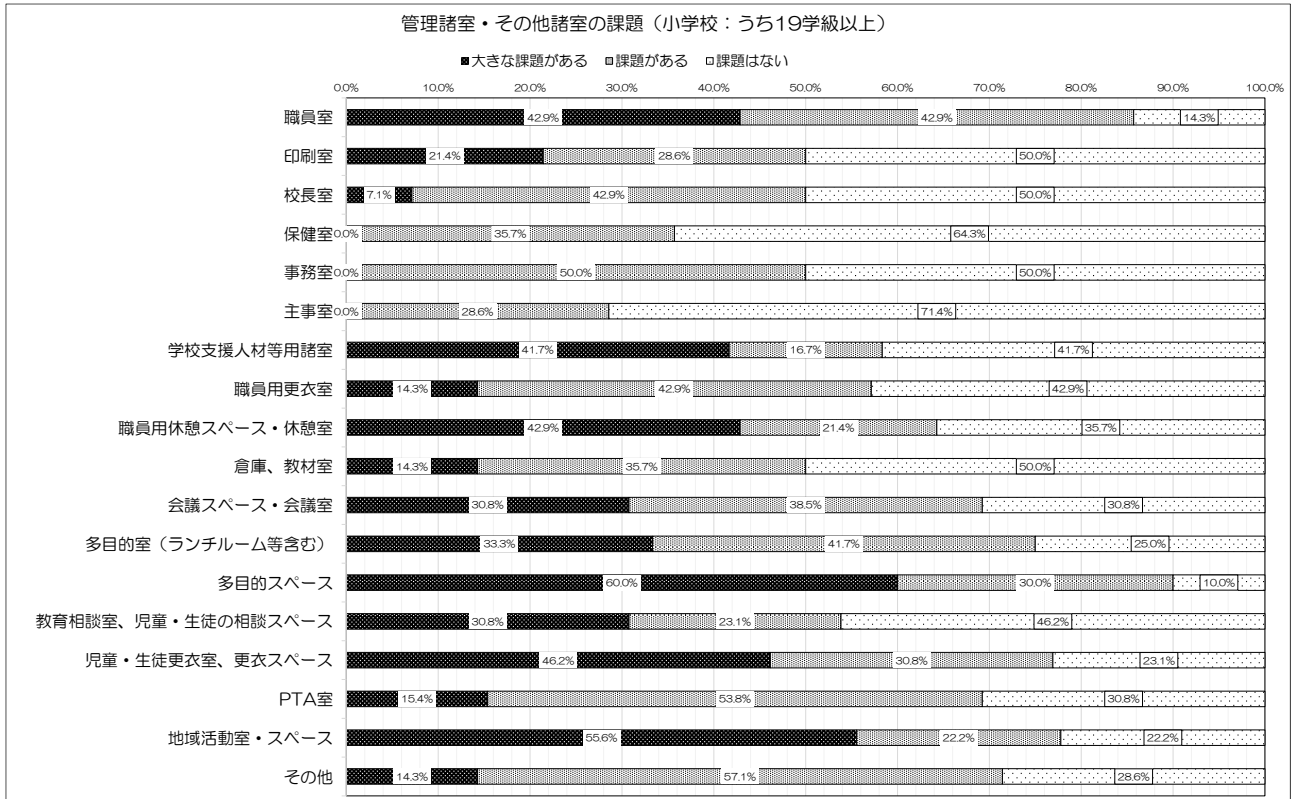 管理諸室・その他諸室の課題（小学校：うち19学級以上）
■大きな課題がある ■課題がある □課題はない
0.0% 10.0% 20.0% 30.0% 40.0% 50.0% 60.0% 70.0% 80.0% 90.0% 100.0%
職員室 42.9% 42.9% 14.3%
印刷室 21.4% 28.6% 50.0%
校長室 7.1% 42.9% 50.0%
保健室 0.0% 35.7% 64.3%
事務室 0.0% 50.0% 50.0%
主事室 0.0% 28.6% 71.4%
学校支援人材等用諸室 41.7% 16.7% 41.7%
職員用更衣室 14.3% 42.9% 42.9%
職員用休憩スペース・休憩室 42.9% 21.4% 35.7%
倉庫、教材室 14.3% 35.7% 50.0%
会議スペース・会議室 30.8% 38.5% 30.8%
多目的室（ランチルーム等含む） 33.3% 41.7% 25.0%
多目的スペース 60.0% 30.0% 10.0%
教育相談室、児童・生徒の相談スペース 30.8% 23.1% 46.2%
児童・生徒更衣室、更衣スペース 46.2% 30.8% 23.1%
PTA室 15.4% 53.8% 30.8%
地域活動室・スペース 55.6% 22.2% 22.2%
その他 14.3% 57.1% 28.6%